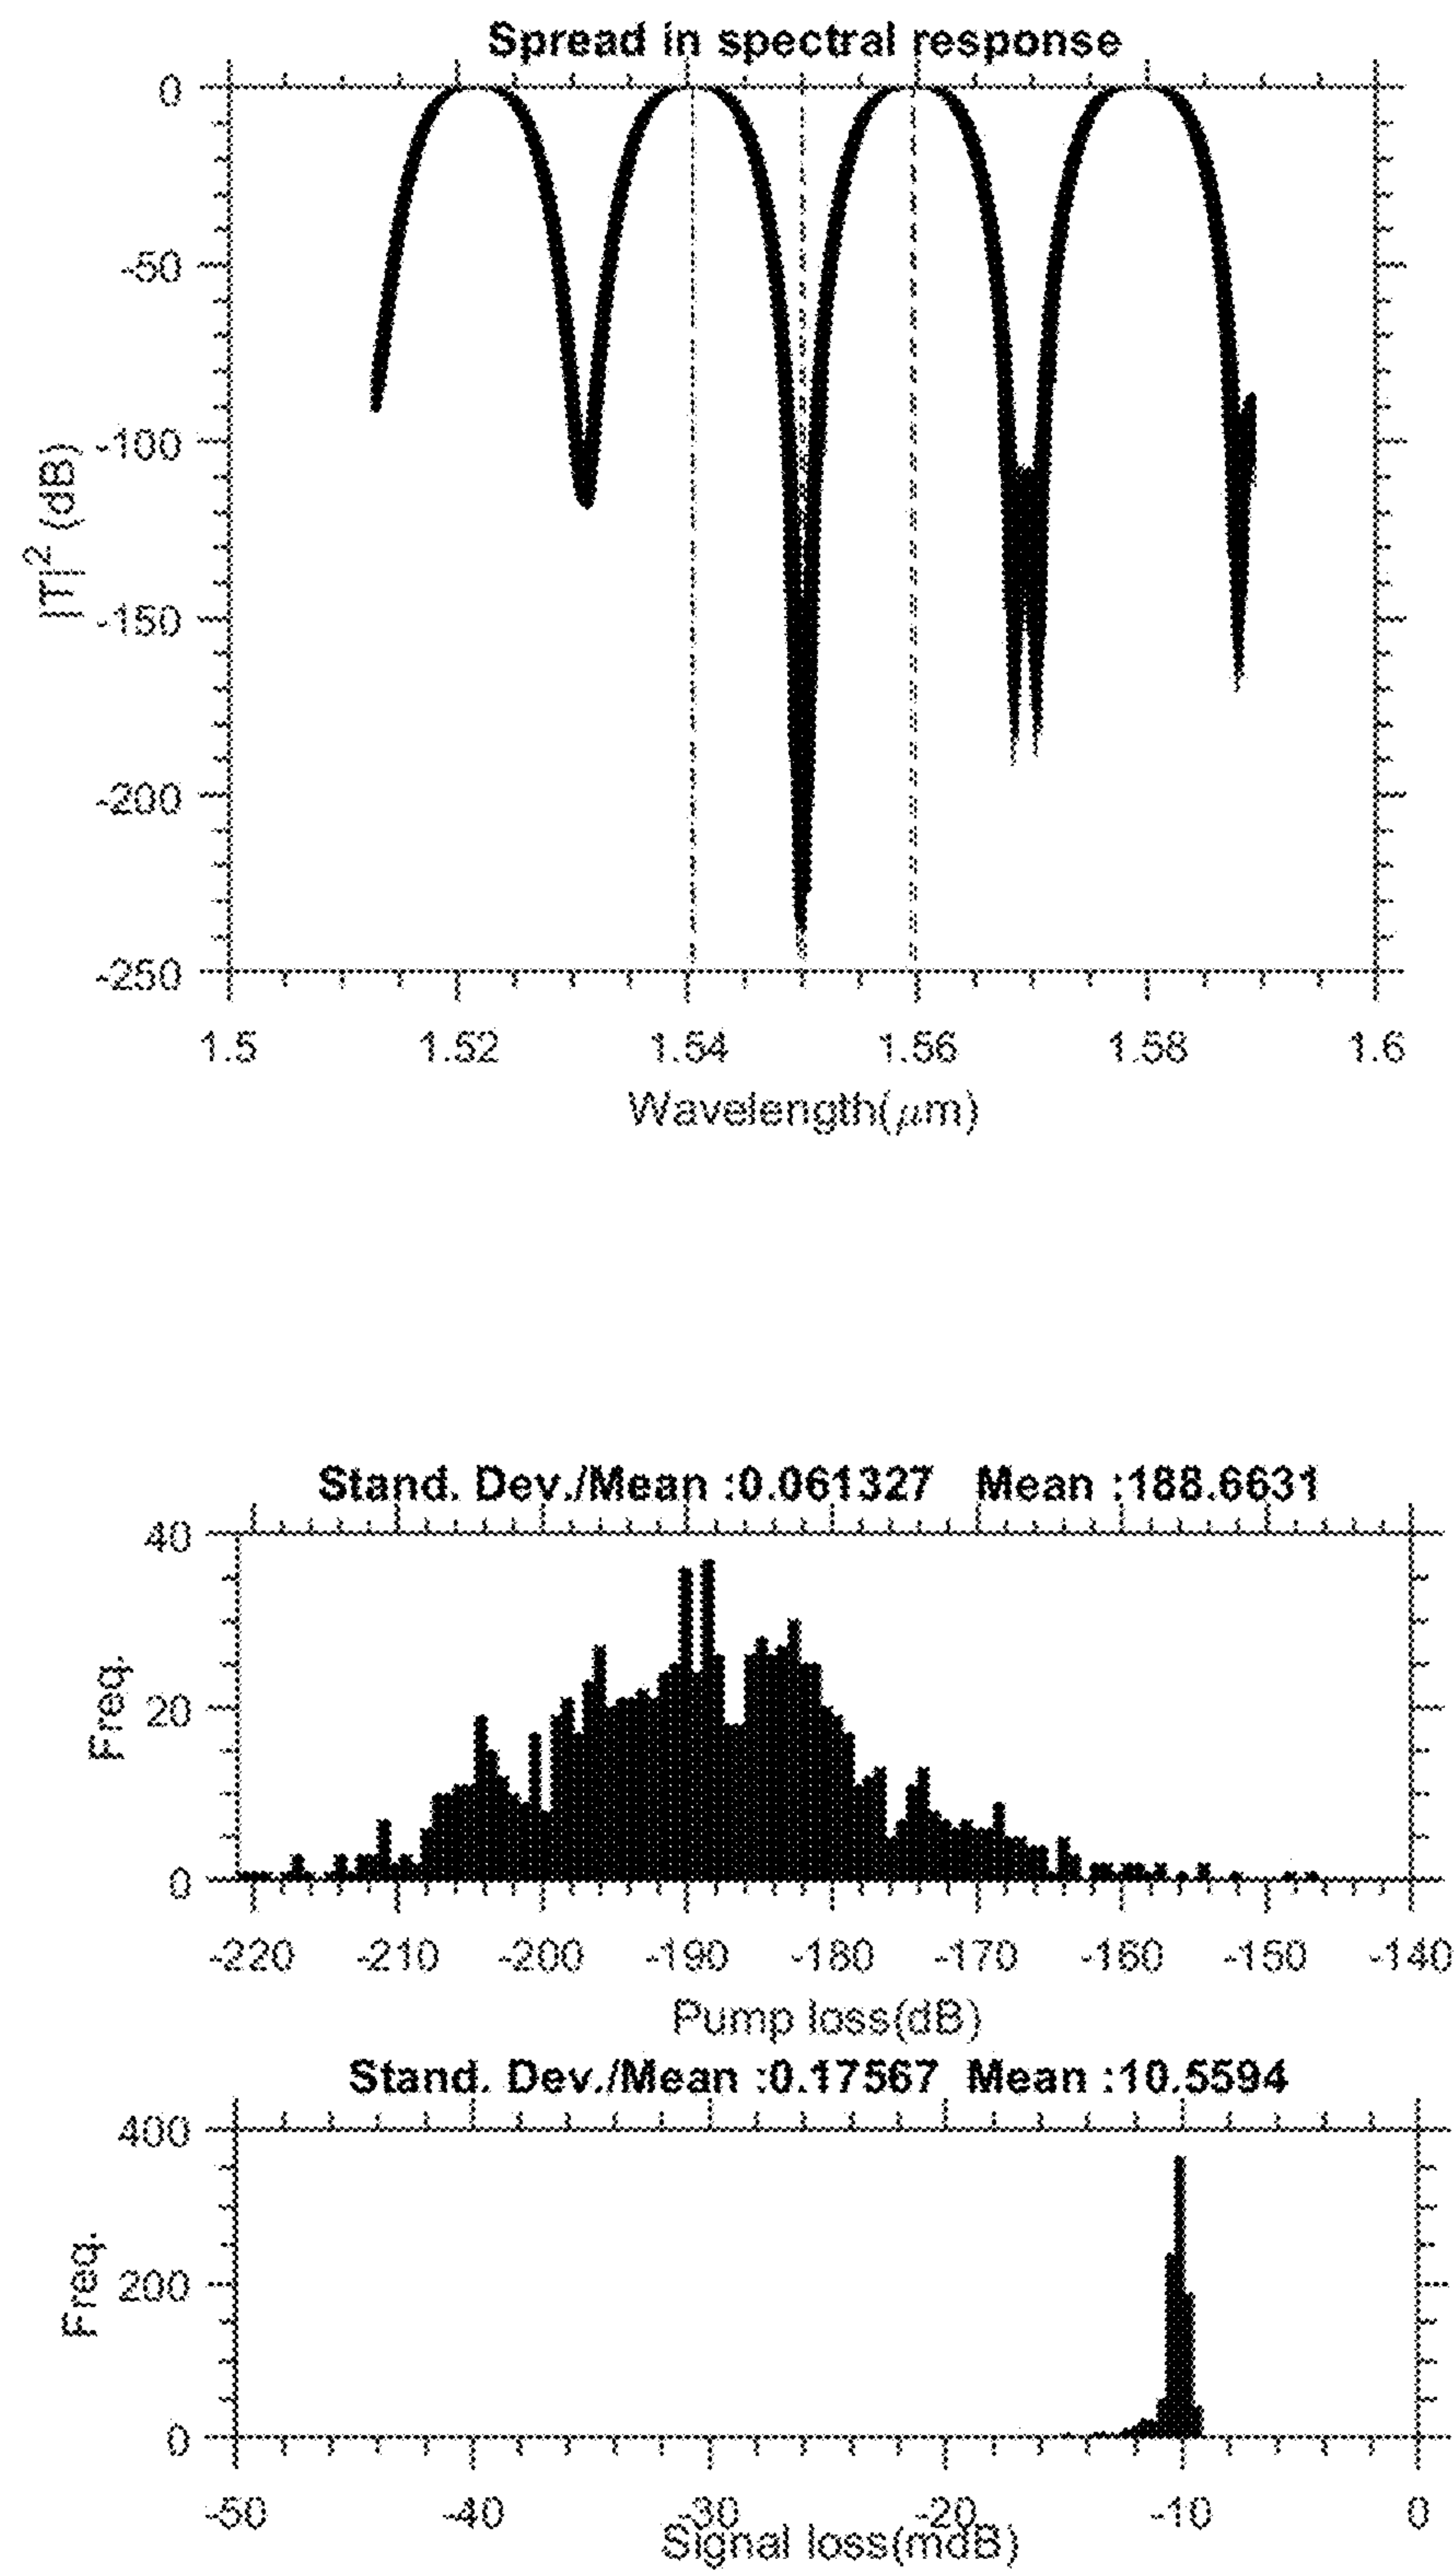 Spread in spectral response
0
-50
-100
-150
-200
-250
|T|² (dB)
1.5 1.52 1.54 1.56 1.58 1.6
Wavelength(μm)
Stand. Dev./Mean :0.061327 Mean :188.6631
40
20
0
Freq.
-220 -210 -200 -190 -180 -170 -160 -150 -140
Pump loss(dB)
Stand. Dev./Mean :0.17567 Mean :10.5594
400
200
0
Freq.
-50 -40 -30 -20 -10 0
Signal loss(mdB)